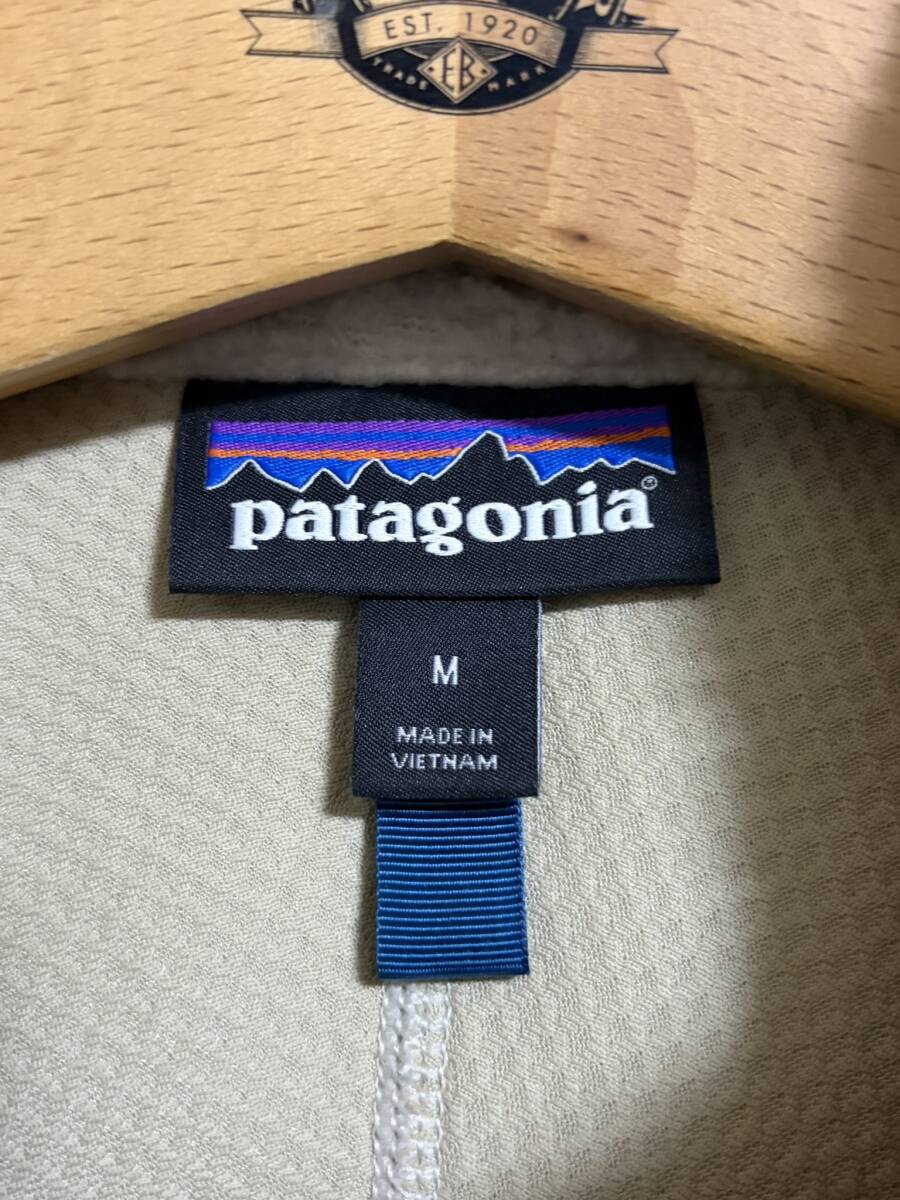 EST. 1920
TRADE EB MARK
patagonia®
M
MADE IN
VIETNAM